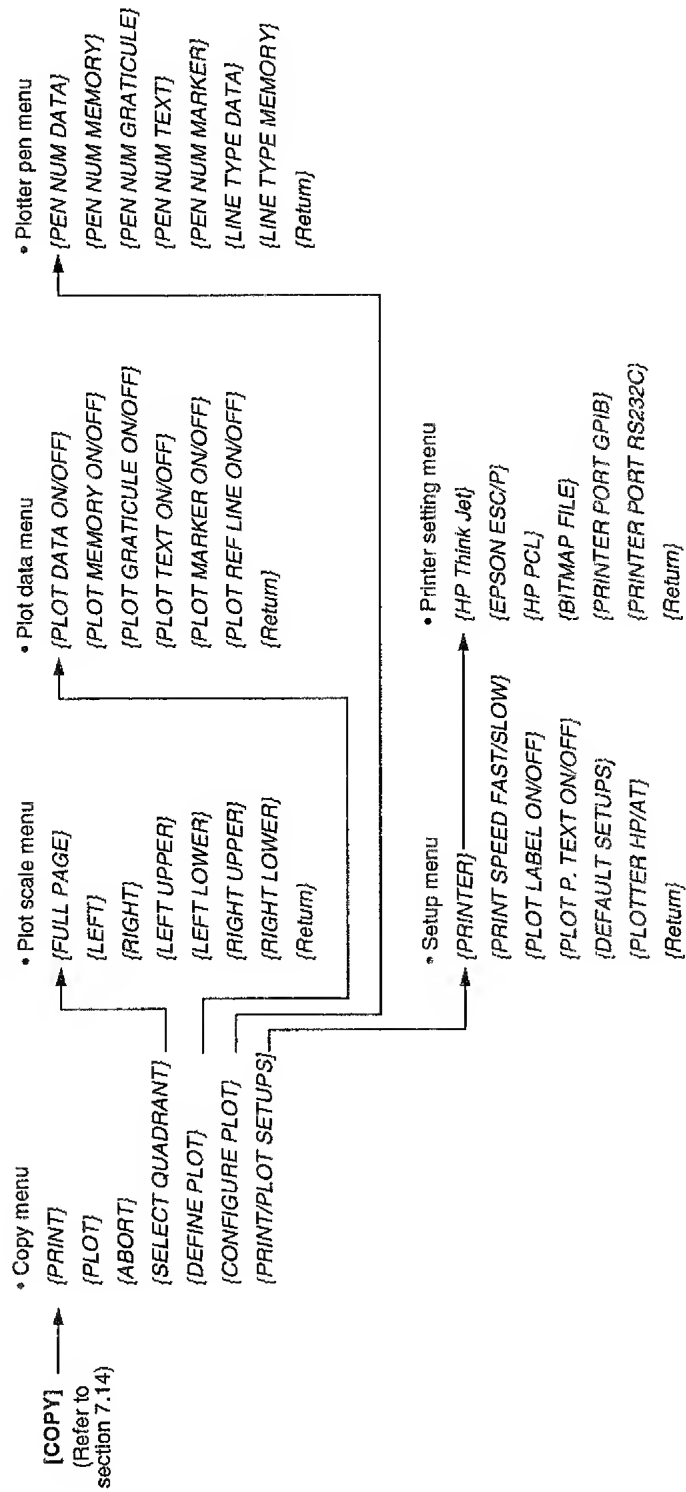 [COPY]
(Refer to
section 7.14)
• Copy menu
{PRINT}
{PLOT}
{ABORT}
{SELECT QUADRANT}
{DEFINE PLOT}
{CONFIGURE PLOT}
{PRINT/PLOT SETUPS}
• Plot scale menu
{FULL PAGE}
{LEFT}
{RIGHT}
{LEFT UPPER}
{LEFT LOWER}
{RIGHT UPPER}
{RIGHT LOWER}
{Return}
• Plot data menu
{PLOT DATA ON/OFF}
{PLOT MEMORY ON/OFF}
{PLOT GRATICULE ON/OFF}
{PLOT TEXT ON/OFF}
{PLOT MARKER ON/OFF}
{PLOT REF LINE ON/OFF}
{Return}
• Plotter pen menu
{PEN NUM DATA}
{PEN NUM MEMORY}
{PEN NUM GRATICULE}
{PEN NUM TEXT}
{PEN NUM MARKER}
{LINE TYPE DATA}
{LINE TYPE MEMORY}
{Return}
• Setup menu
{PRINTER}
{PRINT SPEED FAST/SLOW}
{PLOT LABEL ON/OFF}
{PLOT P. TEXT ON/OFF}
{DEFAULT SETUPS}
{PLOTTER HP/AT}
{Return}
• Printer setting menu
{HP Think Jet}
{EPSON ESC/P}
{HP PCL}
{BITMAP FILE}
{PRINTER PORT GPIB}
{PRINTER PORT RS232C}
{Return}